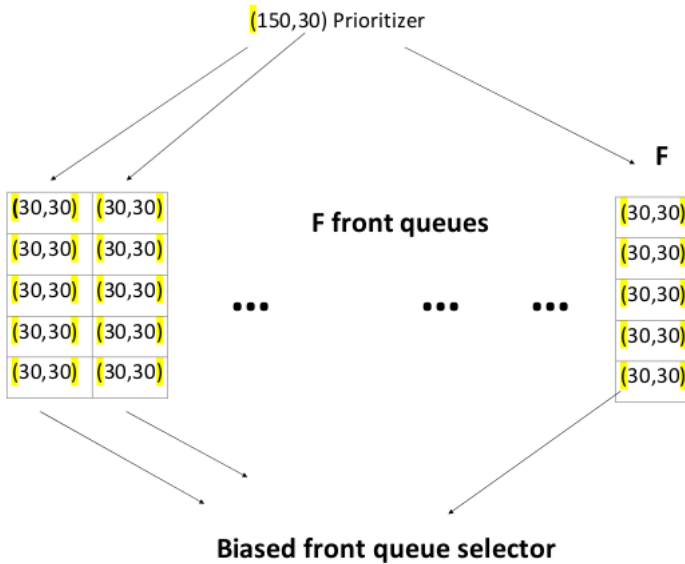 (150,30) Prioritizer
F
(30,30) (30,30)
(30,30) (30,30)
(30,30) (30,30)
(30,30) (30,30)
(30,30) (30,30)
F front queues
... ... ...
(30,30)
(30,30)
(30,30)
(30,30)
(30,30)
Biased front queue selector